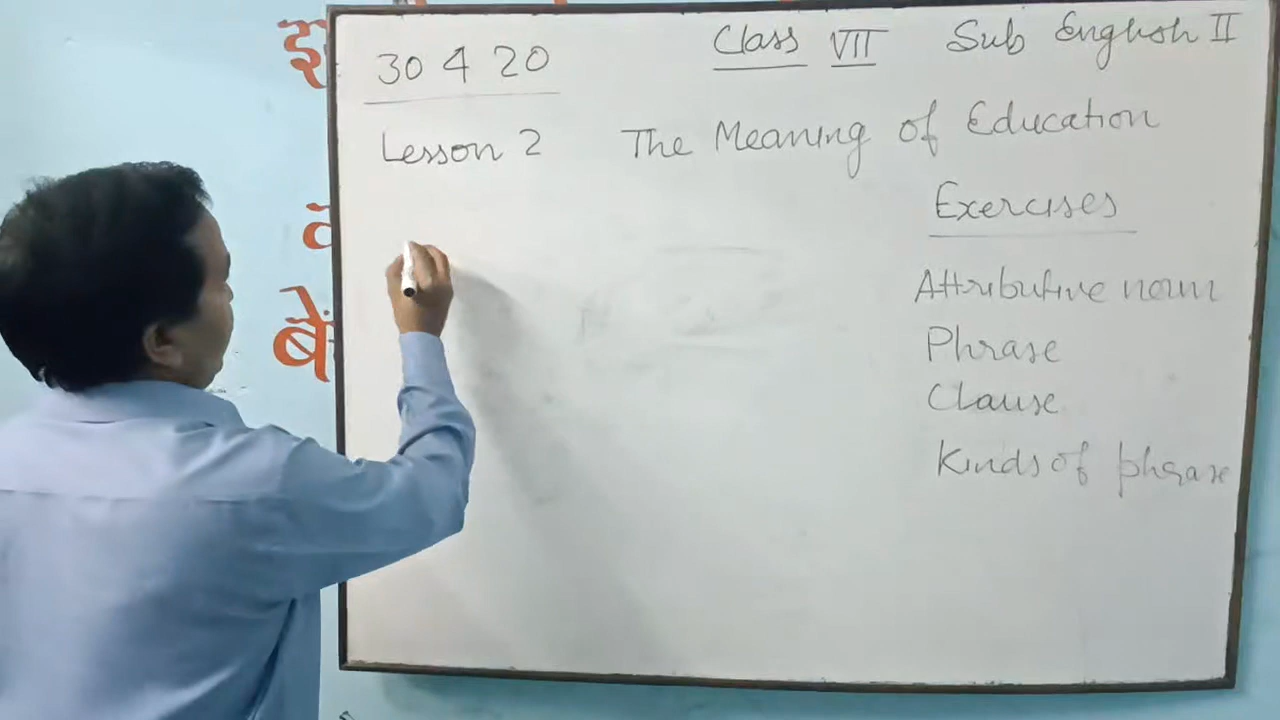 30 4 20 Class VII Sub English II
Lesson 2 The Meaning of Education
Exercises
Attributive noun
Phrase
Clause
Kinds of phrase